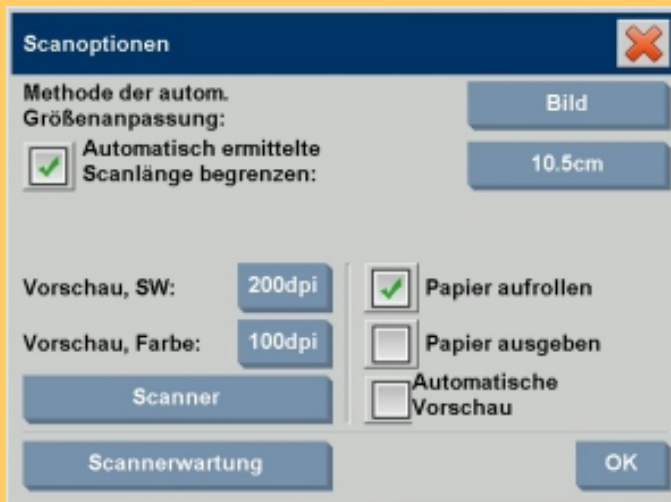 Scanoptionen
Methode der autom.
Größenanpassung:
Bild
Automatisch ermittelte
Scanlänge begrenzen:
10.5cm
Vorschau, SW:
200dpi
Vorschau, Farbe:
100dpi
Scanner
Papier aufrollen
Papier ausgeben
Automatische
Vorschau
Scannerwartung
OK